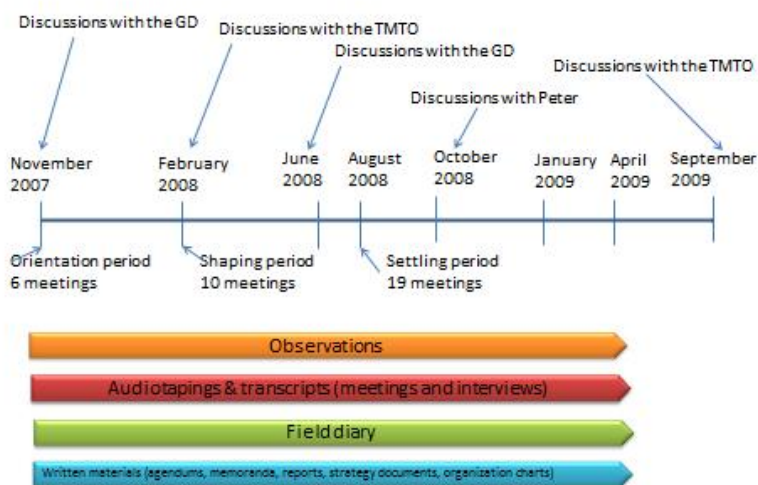 Discussions with the GD
Discussions with the TMTO
Discussions with the GD
Discussions with the TMTO
Discussions with Peter
November
2007
February
2008
June
2008
August
2008
October
2008
January
2009
April
2009
September
2009
Orientation period
6 meetings
Shaping period
10 meetings
Settling period
19 meetings
Observations
Audiotapings & transcripts (meetings and interviews)
Field diary
Written materials (agendums, memoranda, reports, strategy documents, organization charts)